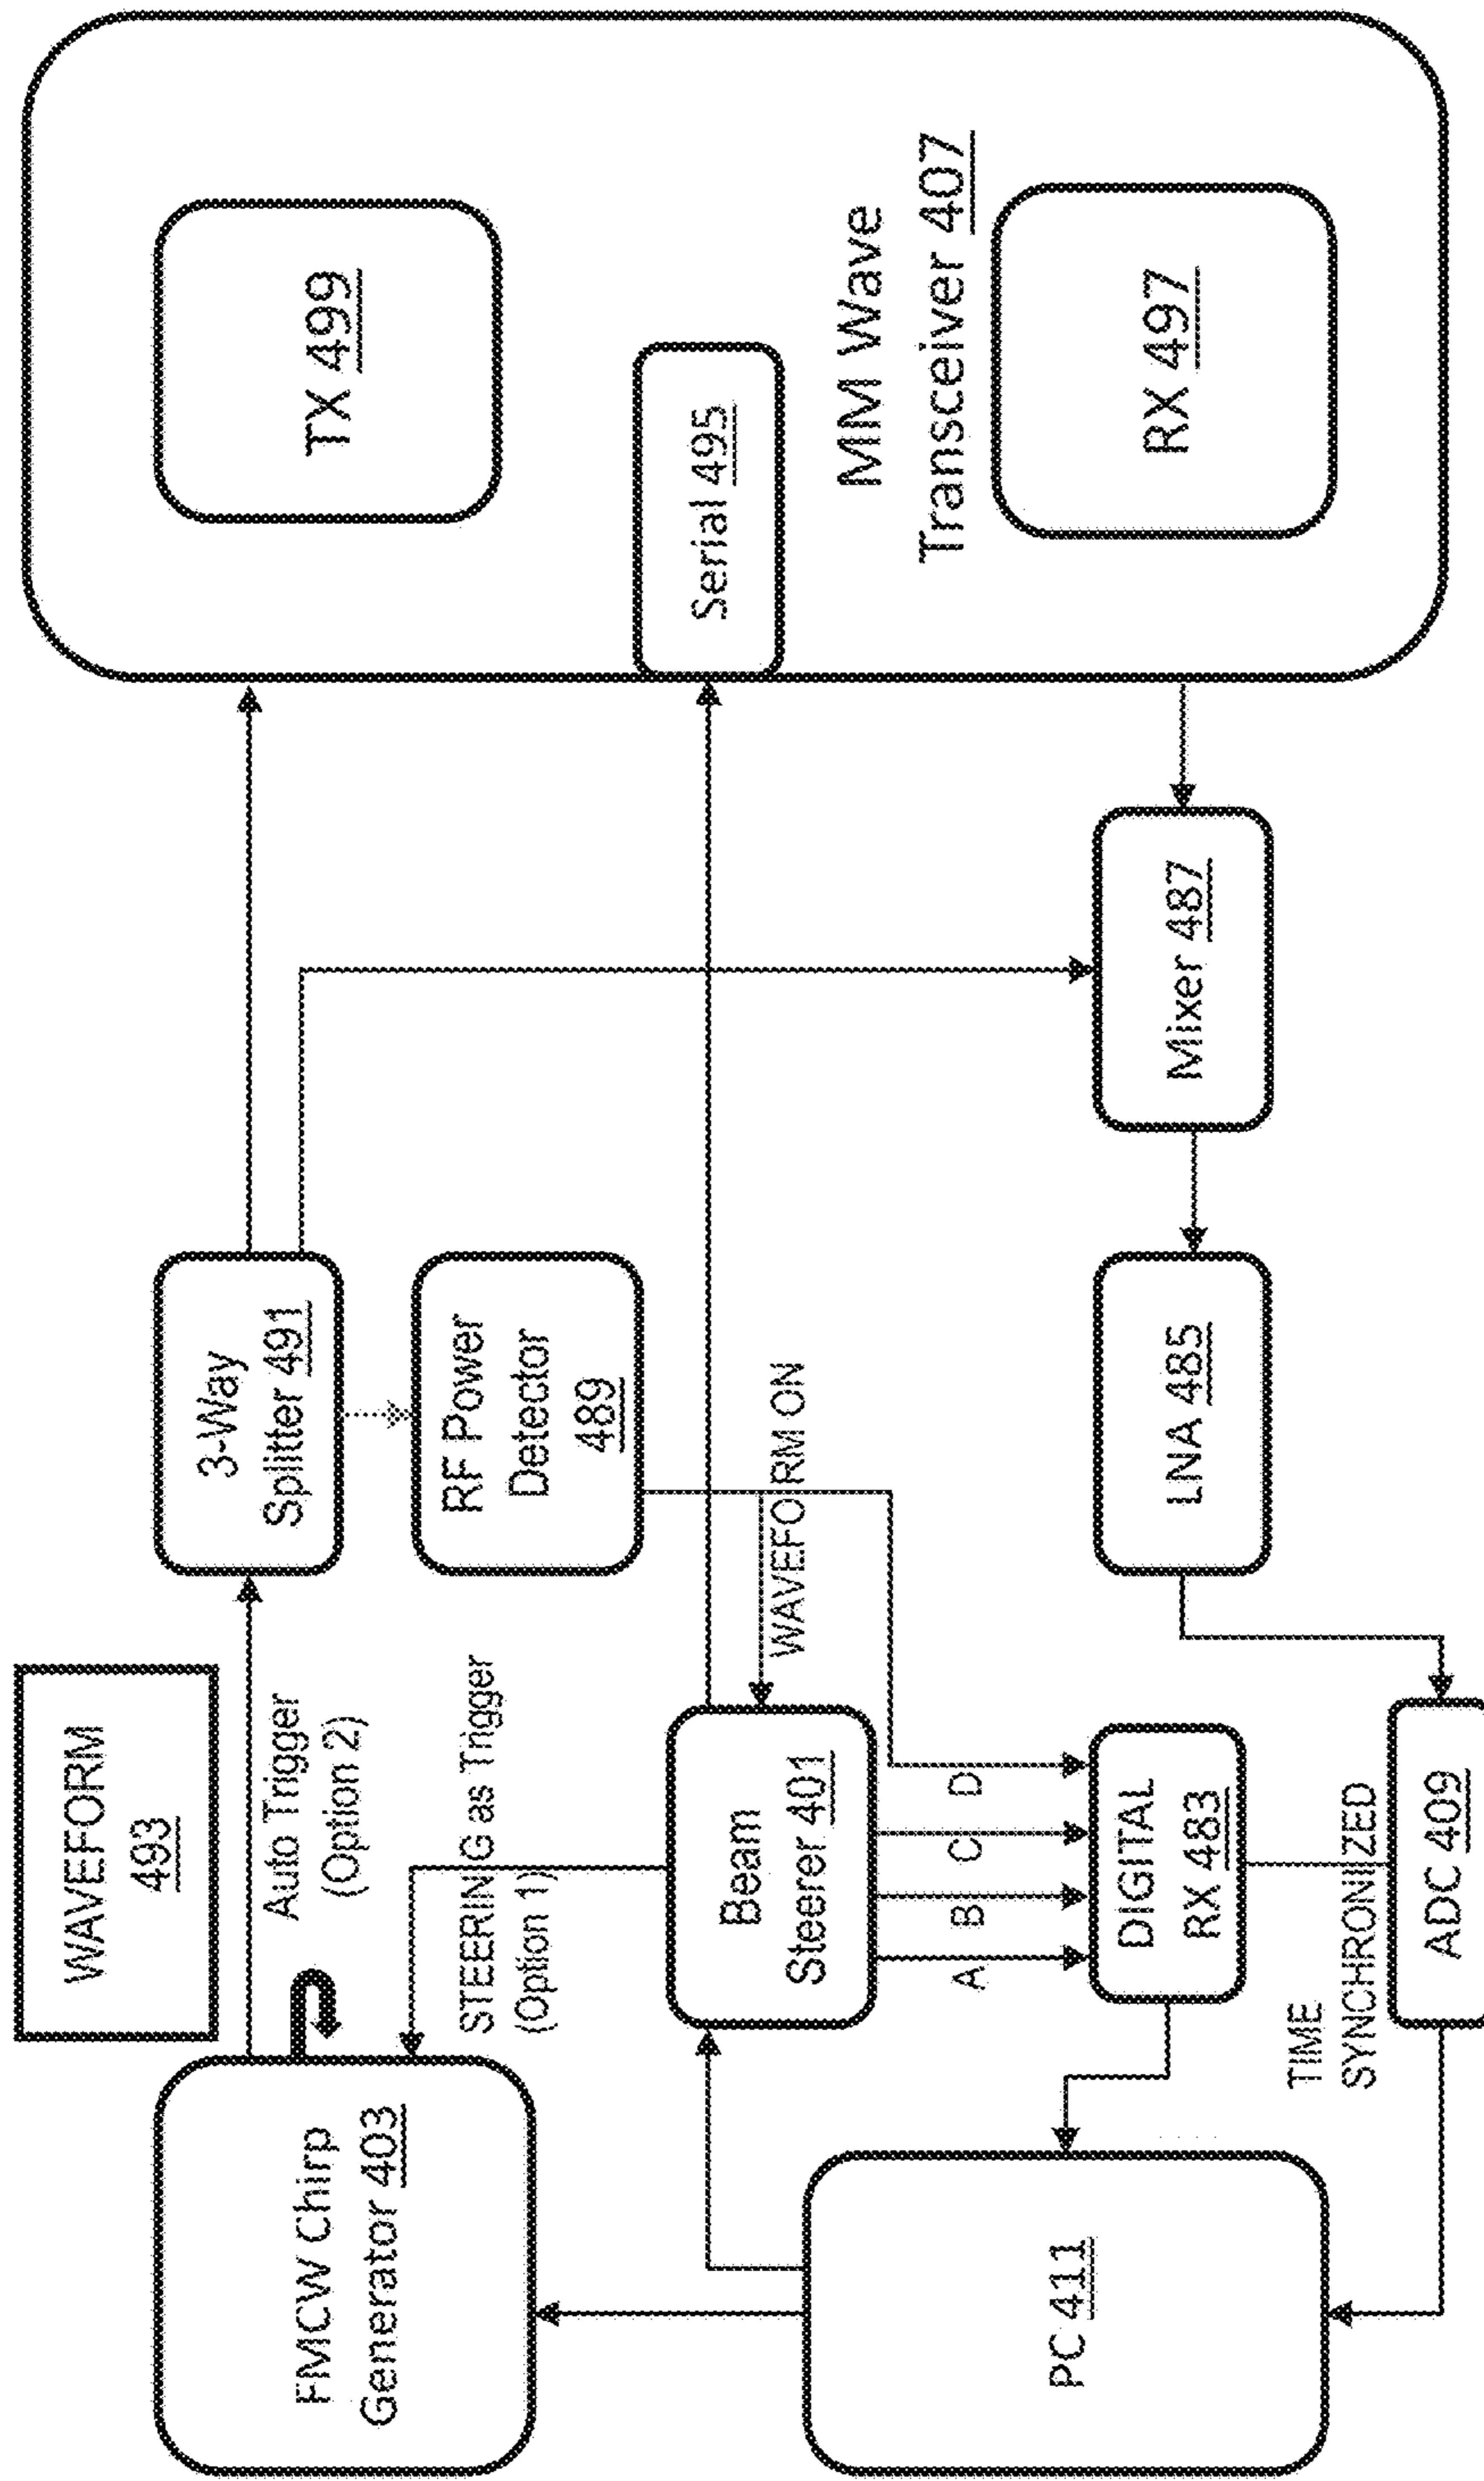 WAVEFORM
493
FMCW Chirp
Generator 403
Auto Trigger
(Option 2)
3-Way
Splitter 491
TX 499
STEERING as Trigger
(Option 1)
RF Power
Detector
489
Beam
Steerer 401
WAVEFORM ON
Serial 495
MM Wave
Transceiver 407
A
B
C
D
PC 411
DIGITAL
RX 483
LNA 485
Mixer 487
RX 497
TIME
SYNCHRONIZED
ADC 409